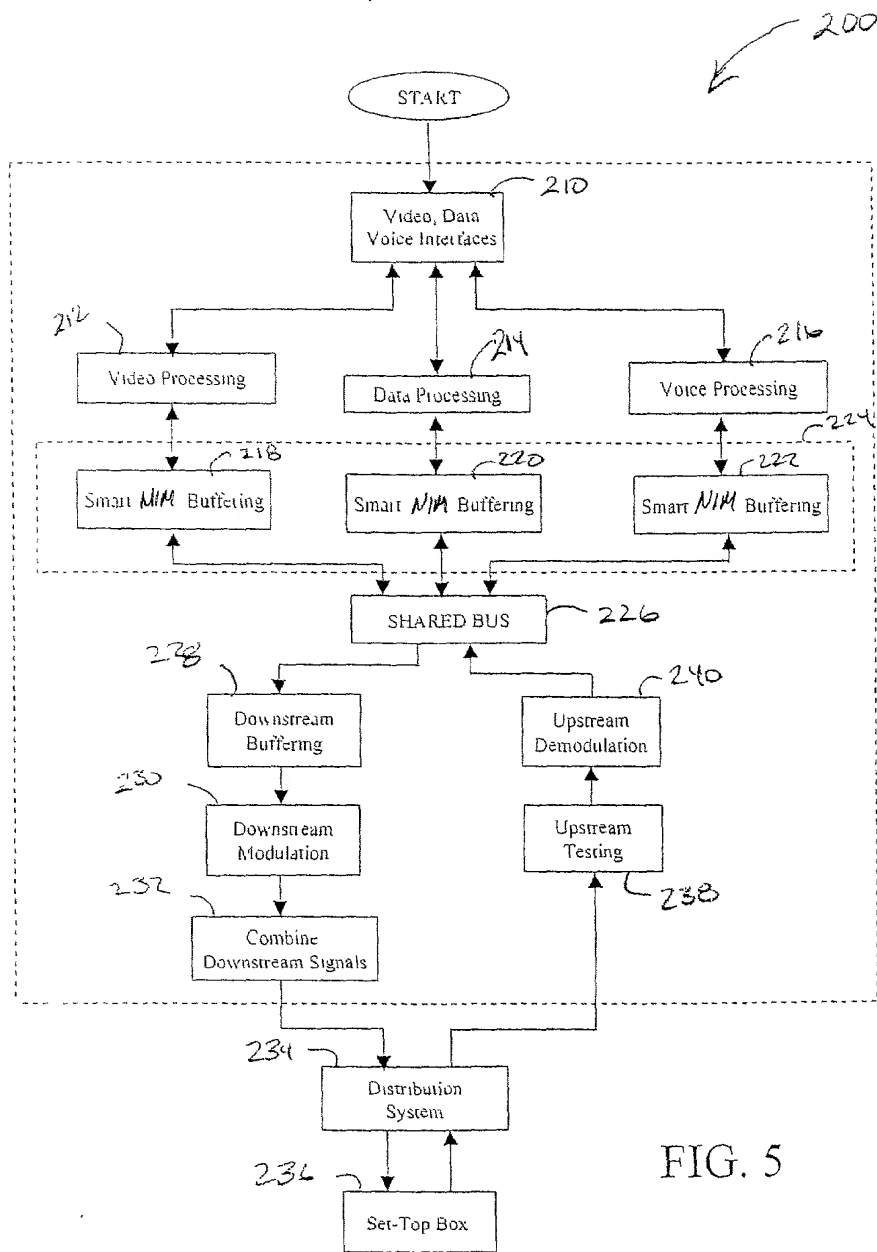 200
START
210
Video, Data
Voice Interfaces
212
214
216
Video Processing
Data Processing
Voice Processing
224
218
220
222
Smart NIM Buffering
Smart NIM Buffering
Smart NIM Buffering
SHARED BUS
226
228
240
Downstream
Buffering
Upstream
Demodulation
230
Downstream
Modulation
Upstream
Testing
232
238
Combine
Downstream Signals
234
Distribution
System
236
Set-Top Box
FIG. 5